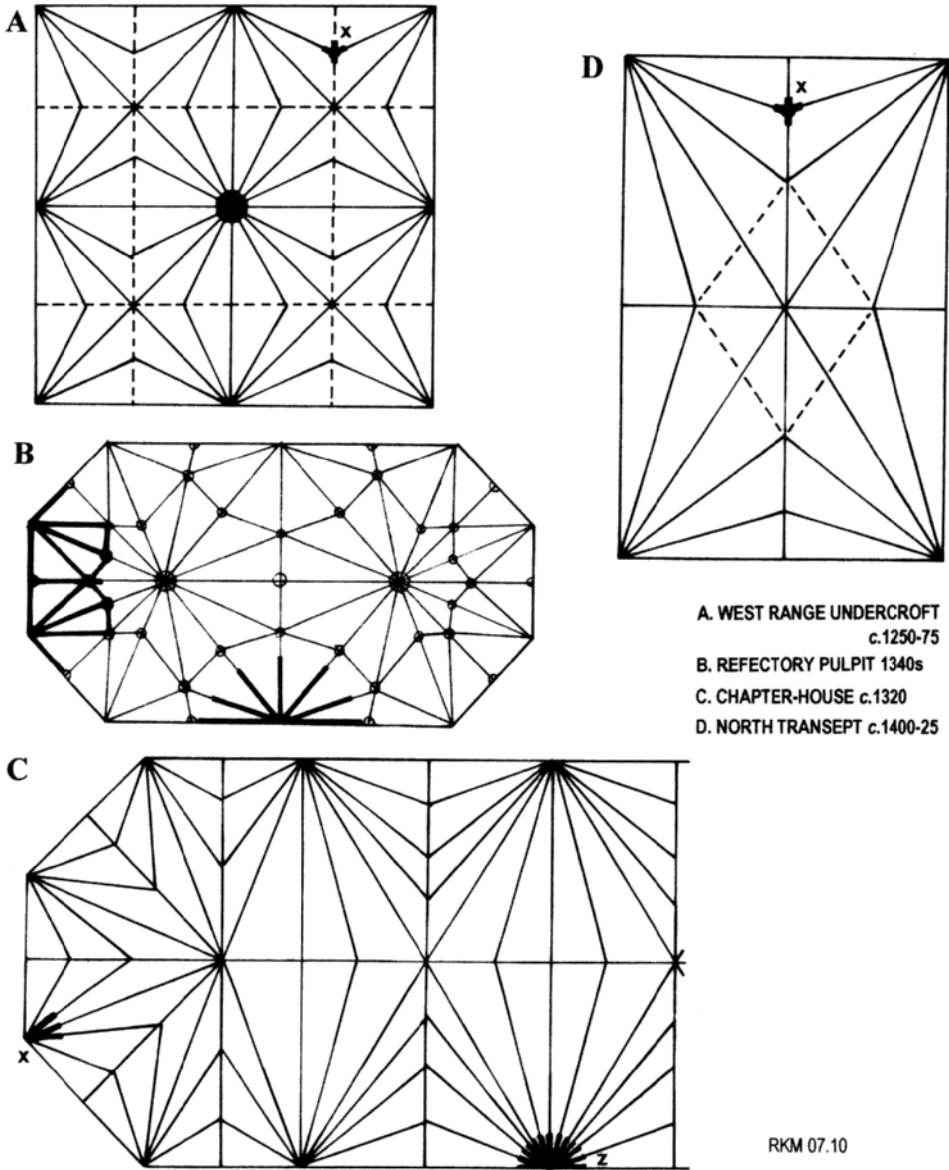 A
x
D
x
B
A. WEST RANGE UNDERCROFT
c.1250-75
B. REFECTORY PULPIT 1340s
C. CHAPTER-HOUSE c.1320
D. NORTH TRANSEPT c.1400-25
C
x
z
RKM 07.10